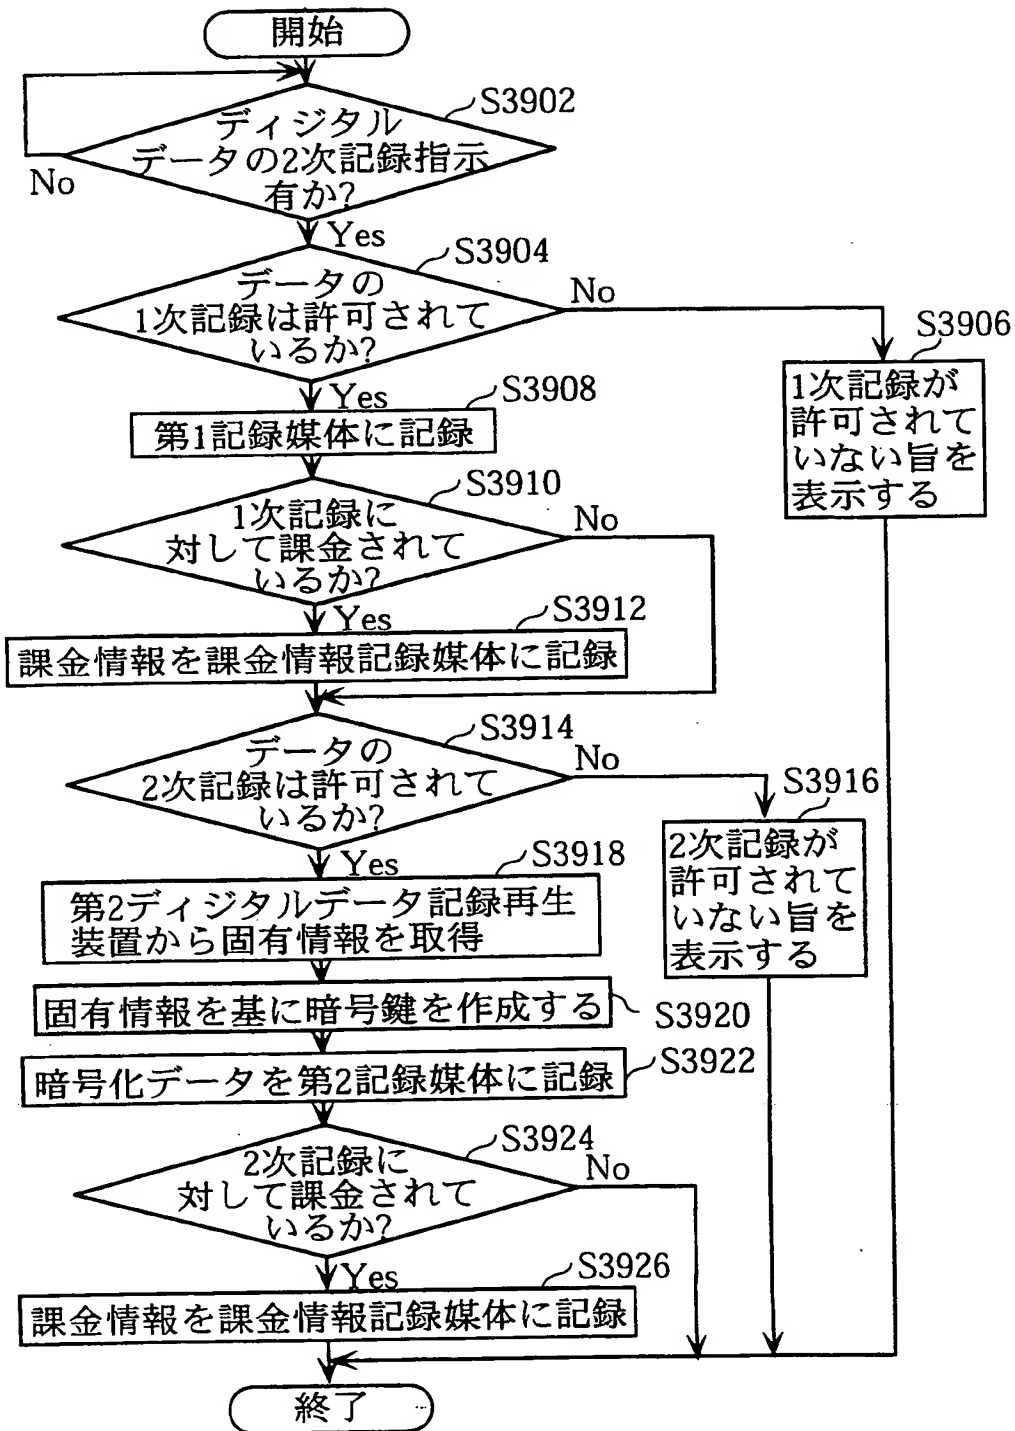 開始
S3902
ディジタル
データの2次記録指示
有か?
No
Yes
S3904
データの
1次記録は許可されて
いるか?
No
S3906
1次記録が
許可されて
いない旨を
表示する
Yes
S3908
第1記録媒体に記録
S3910
1次記録に
対して課金されて
いるか?
No
Yes
S3912
課金情報を課金情報記録媒体に記録
S3914
データの
2次記録は許可されて
いるか?
No
S3916
2次記録が
許可されて
いない旨を
表示する
Yes
S3918
第2ディジタルデータ記録再生
装置から固有情報を取得
固有情報を基に暗号鍵を作成する
S3920
暗号化データを第2記録媒体に記録
S3922
S3924
2次記録に
対して課金されて
いるか?
No
Yes
S3926
課金情報を課金情報記録媒体に記録
終了